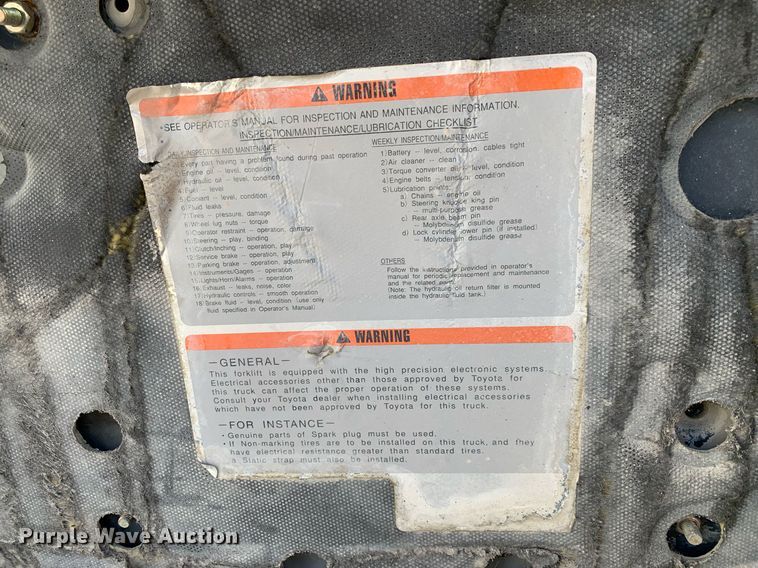 WARNING
•SEE OPERATOR'S MANUAL FOR INSPECTION AND MAINTENANCE INFORMATION.
INSPECTION/MAINTENANCE/LUBRICATION CHECKLIST
DAILY INSPECTION AND MAINTENANCE
Every part having a problem found during past operation
Engine oil – level, condition
Hydraulic oil – level, condition
4) Fuel – level
5) Coolant – level, condition
6) Fluid leaks
7) Tires – pressure, damage
8) Wheel lug nuts – torque
9) Operator restraint – operation, damage
10) Steering – play, binding
11) Clutch/Inching – operation, play
12) Service brake – operation, play
13) Parking brake – operation, adjustment
14) Instruments/Gages – operation
15) Lights/Horn/Alarms – operation
16) Exhaust – leaks, noise, color
17) Hydraulic controls – smooth operation
18) Brake fluid – level, condition (use only
fluid specified in Operator's Manual)
WEEKLY INSPECTION/MAINTENANCE
1) Battery – level, corrosion, cables tight
2) Air cleaner – clean
3) Torque converter oil – level, condition
4) Engine belts – tension, condition
5) Lubrication points:
a) Chains – engine oil
b) Steering knuckle king pin
– multi-purpose grease
c) Rear axle beam pin
– Molybdenum disulfide grease
d) Lock cylinder lower pin (if installed)
– Molybdenum disulfide grease
OTHERS
Follow the instructions provided in operator's
manual for periodic replacement and maintenance
and the related parts.
(Note: The hydraulic oil return filter is mounted
inside the hydraulic fluid tank.)
WARNING
—GENERAL—
This forklift is equipped with the high precision electronic systems.
Electrical accessories other than those approved by Toyota for
this truck can affect the proper operation of these systems.
Consult your Toyota dealer when installing electrical accessories
which have not been approved by Toyota for this truck.
—FOR INSTANCE—
• Genuine parts of Spark plug must be used.
• If Non-marking tires are to be installed on this truck, and they
have electrical resistance greater than standard tires.
a Static strap must also be installed.
Purple Wave Auction